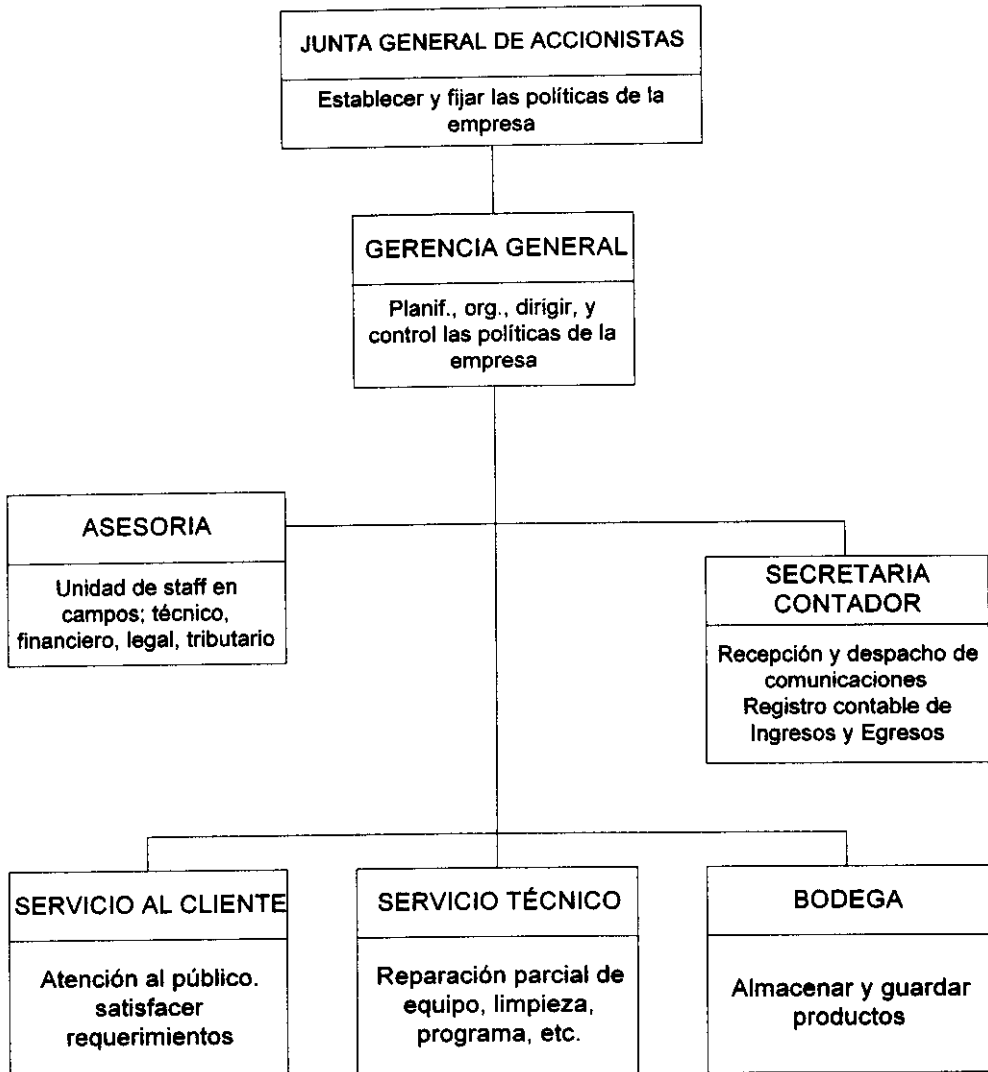 JUNTA GENERAL DE ACCIONISTAS
Establecer y fijar las políticas de la
empresa
GERENCIA GENERAL
Planif., org., dirigir, y
control las políticas de la
empresa
ASESORIA
Unidad de staff en
campos; técnico,
financiero, legal, tributario
SECRETARIA
CONTADOR
Recepción y despacho de
comunicaciones
Registro contable de
Ingresos y Egresos
SERVICIO AL CLIENTE
Atención al público.
satisfacer
requerimientos
SERVICIO TÉCNICO
Reparación parcial de
equipo, limpieza,
programa, etc.
BODEGA
Almacenar y guardar
productos